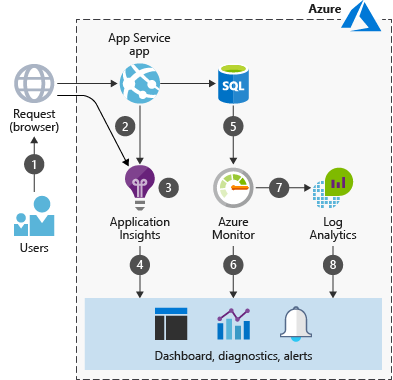 Azure
App Service
app
SQL
Request
(browser)
1
2
5
3
7
Users
Application
Insights
Azure
Monitor
Log
Analytics
4
6
8
Dashboard, diagnostics, alerts